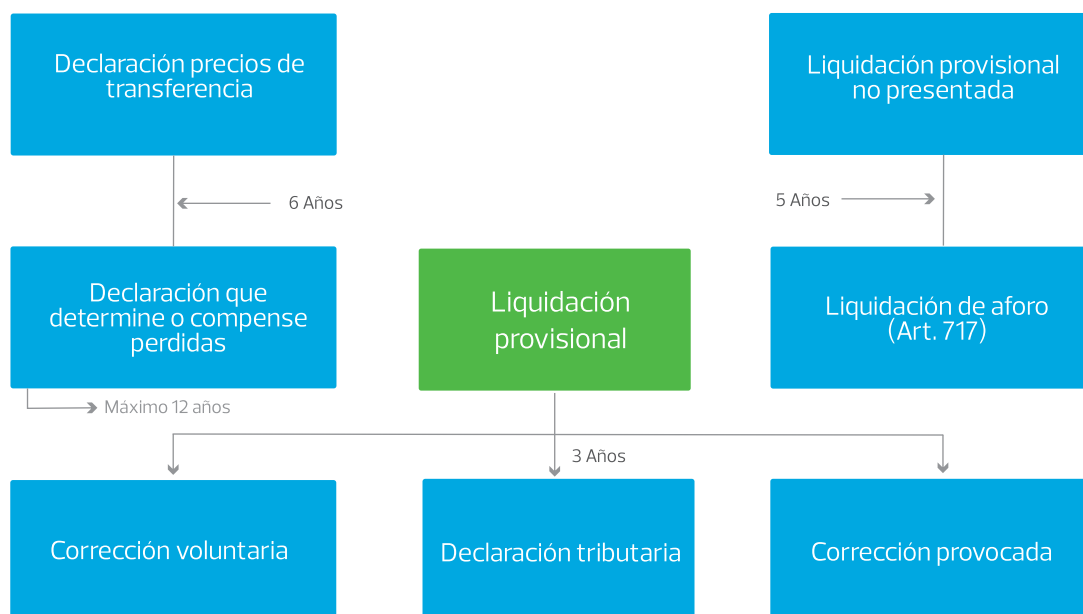 Declaración precios de
transferencia
Liquidación provisional
no presentada
6 Años
5 Años
Declaración que
determine o compense
perdidas
Liquidación
provisional
Liquidación de aforo
(Art. 717)
Máximo 12 años
3 Años
Corrección voluntaria
Declaración tributaria
Corrección provocada